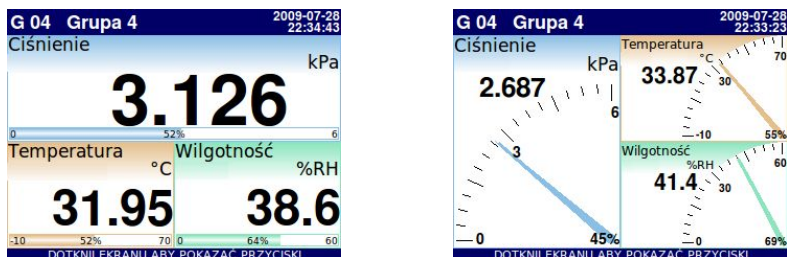 G 04 Grupa 4 2009-07-28
22:34:43
Ciśnienie
kPa
3.126
0 52% 6
Temperatura
°C
31.95
-10 52% 70
Wilgotność
%RH
38.6
0 64% 60
DOTKNIJ EKRANU ABY POKAZAĆ PRZYCISKI
G 04 Grupa 4 2009-07-28
22:33:23
Ciśnienie
kPa
2.687
6
3
0 45%
Temperatura
°C
70
33.87
30
-10 55%
Wilgotność
%RH
60
41.4
30
0 69%
DOTKNIJ EKRANU ABY POKAZAĆ PRZYCISKI